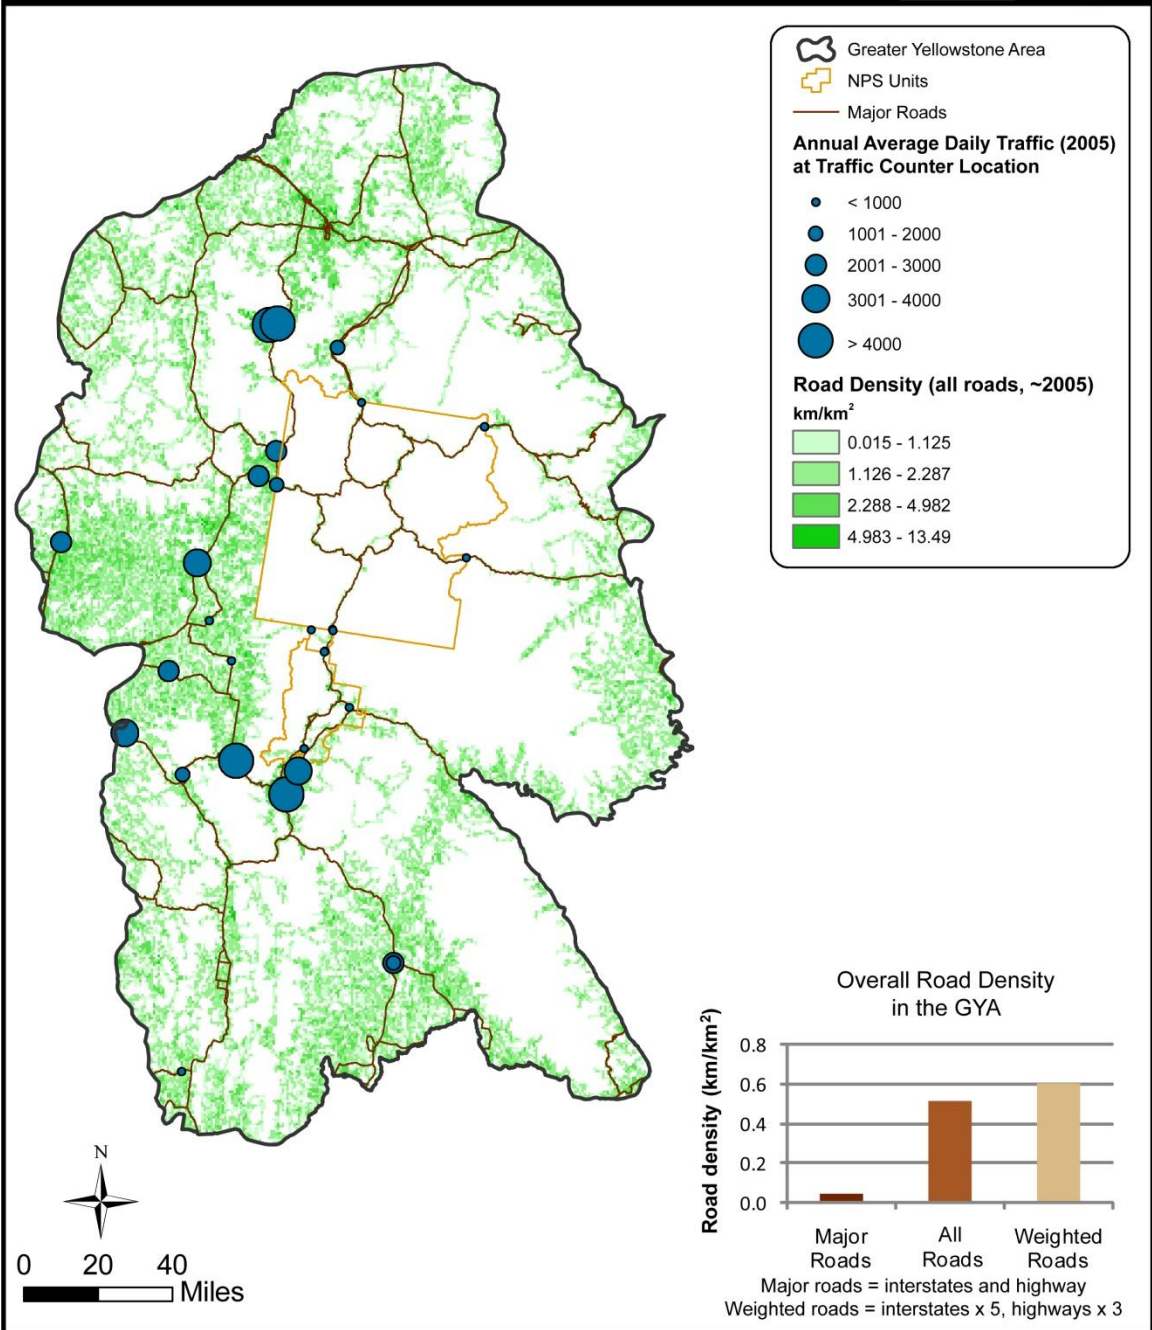 Greater Yellowstone Area
NPS Units
Major Roads
Annual Average Daily Traffic (2005)
at Traffic Counter Location
< 1000
1001 - 2000
2001 - 3000
3001 - 4000
> 4000
Road Density (all roads, ~2005)
km/km²
0.015 - 1.125
1.126 - 2.287
2.288 - 4.982
4.983 - 13.49
Overall Road Density
in the GYA
Road density (km/km²)
0.8
0.6
0.4
0.2
0.0
Major
Roads
All
Roads
Weighted
Roads
Major roads = interstates and highway
Weighted roads = interstates x 5, highways x 3
N
0 20 40
Miles